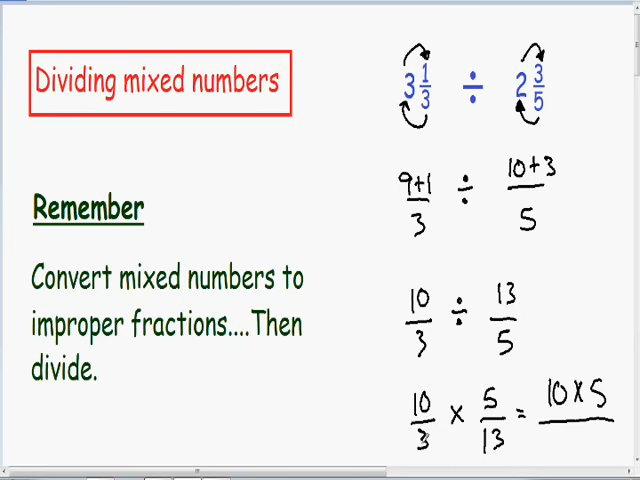 Dividing mixed numbers
Remember
Convert mixed numbers to
improper fractions....Then
divide.
3 1/3 ÷ 2 3/5
9+1/3 ÷ 10+3/5
10/3 ÷ 13/5
10/3 × 5/13 = 10×5